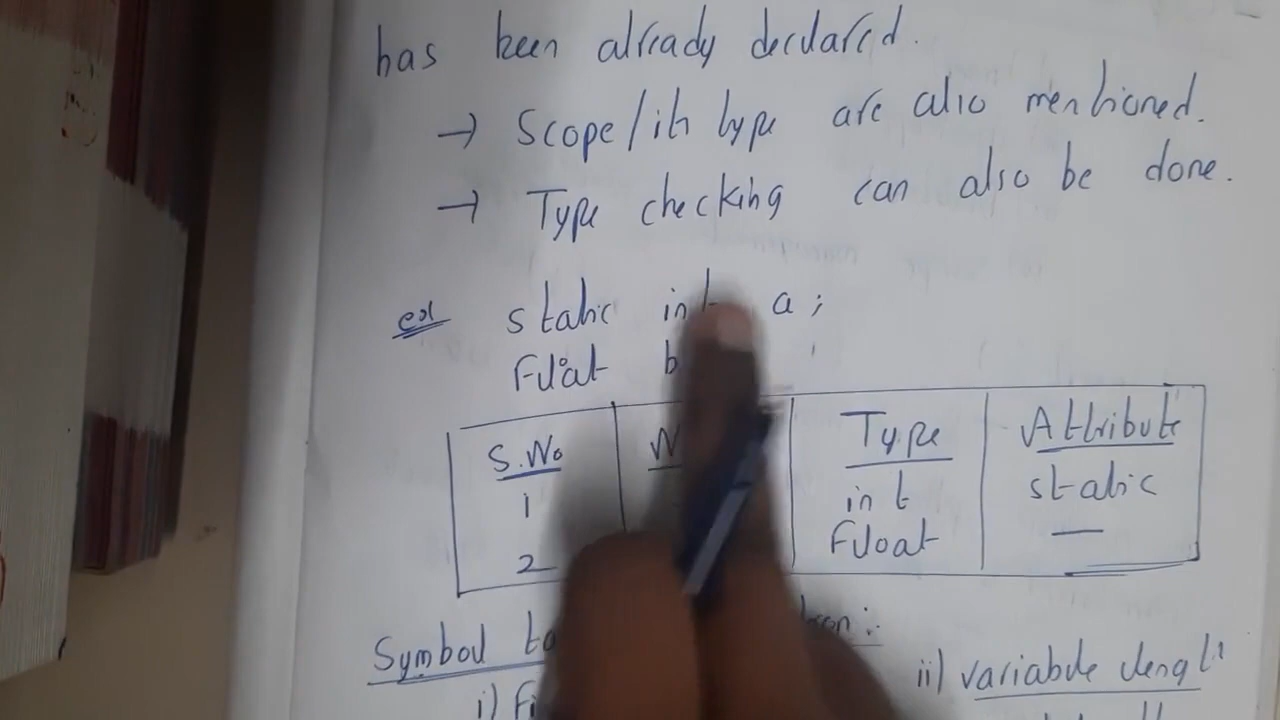 has been already declared.
→ Scope/its type are also mentioned.
→ Type checking can also be done.
ex static int a;
Float b
S.No Type Attribute
1 int static
2 Float —
Symbol
i) ii) variable